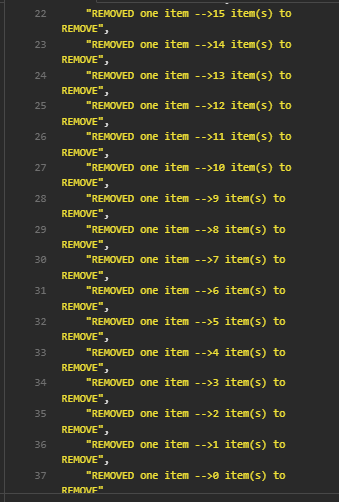 22 "REMOVED one item -->15 item(s) to
REMOVE",
23 "REMOVED one item -->14 item(s) to
REMOVE",
24 "REMOVED one item -->13 item(s) to
REMOVE",
25 "REMOVED one item -->12 item(s) to
REMOVE",
26 "REMOVED one item -->11 item(s) to
REMOVE",
27 "REMOVED one item -->10 item(s) to
REMOVE",
28 "REMOVED one item -->9 item(s) to
REMOVE",
29 "REMOVED one item -->8 item(s) to
REMOVE",
30 "REMOVED one item -->7 item(s) to
REMOVE",
31 "REMOVED one item -->6 item(s) to
REMOVE",
32 "REMOVED one item -->5 item(s) to
REMOVE",
33 "REMOVED one item -->4 item(s) to
REMOVE",
34 "REMOVED one item -->3 item(s) to
REMOVE",
35 "REMOVED one item -->2 item(s) to
REMOVE",
36 "REMOVED one item -->1 item(s) to
REMOVE",
37 "REMOVED one item -->0 item(s) to
REMOVE"